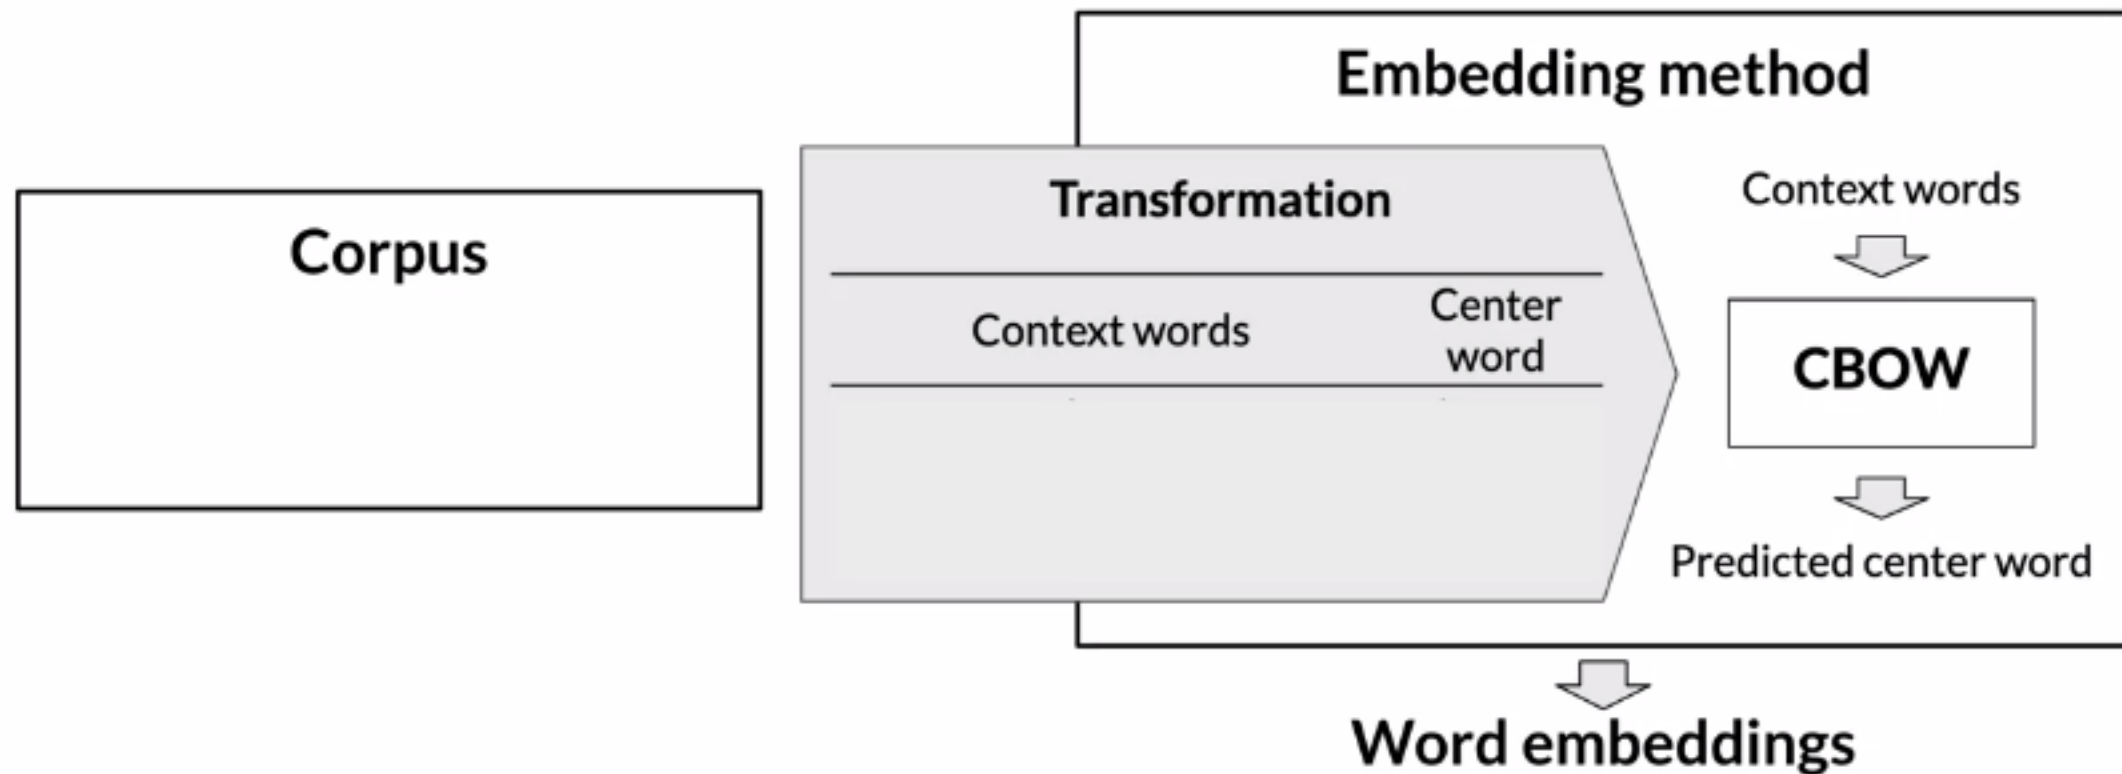 Embedding method
Corpus
Transformation
Context words
Center
word
Context words
CBOW
Predicted center word
Word embeddings